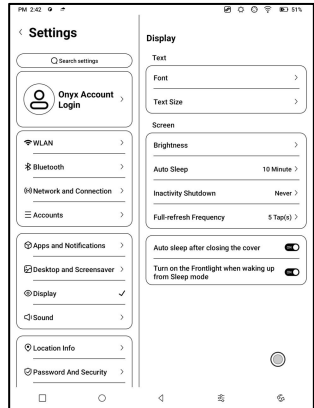 PM 2:42
51%
Settings
Search settings
Onyx Account
Login
WLAN
Bluetooth
Network and Connection
Accounts
Apps and Notifications
Desktop and Screensaver
Display
Sound
Location Info
Password And Security
Display
Text
Font
Text Size
Screen
Brightness
Auto Sleep 10 Minute
Inactivity Shutdown Never
Full-refresh Frequency 5 Tap(s)
Auto sleep after closing the cover ON
Turn on the Frontlight when waking up
from Sleep mode ON